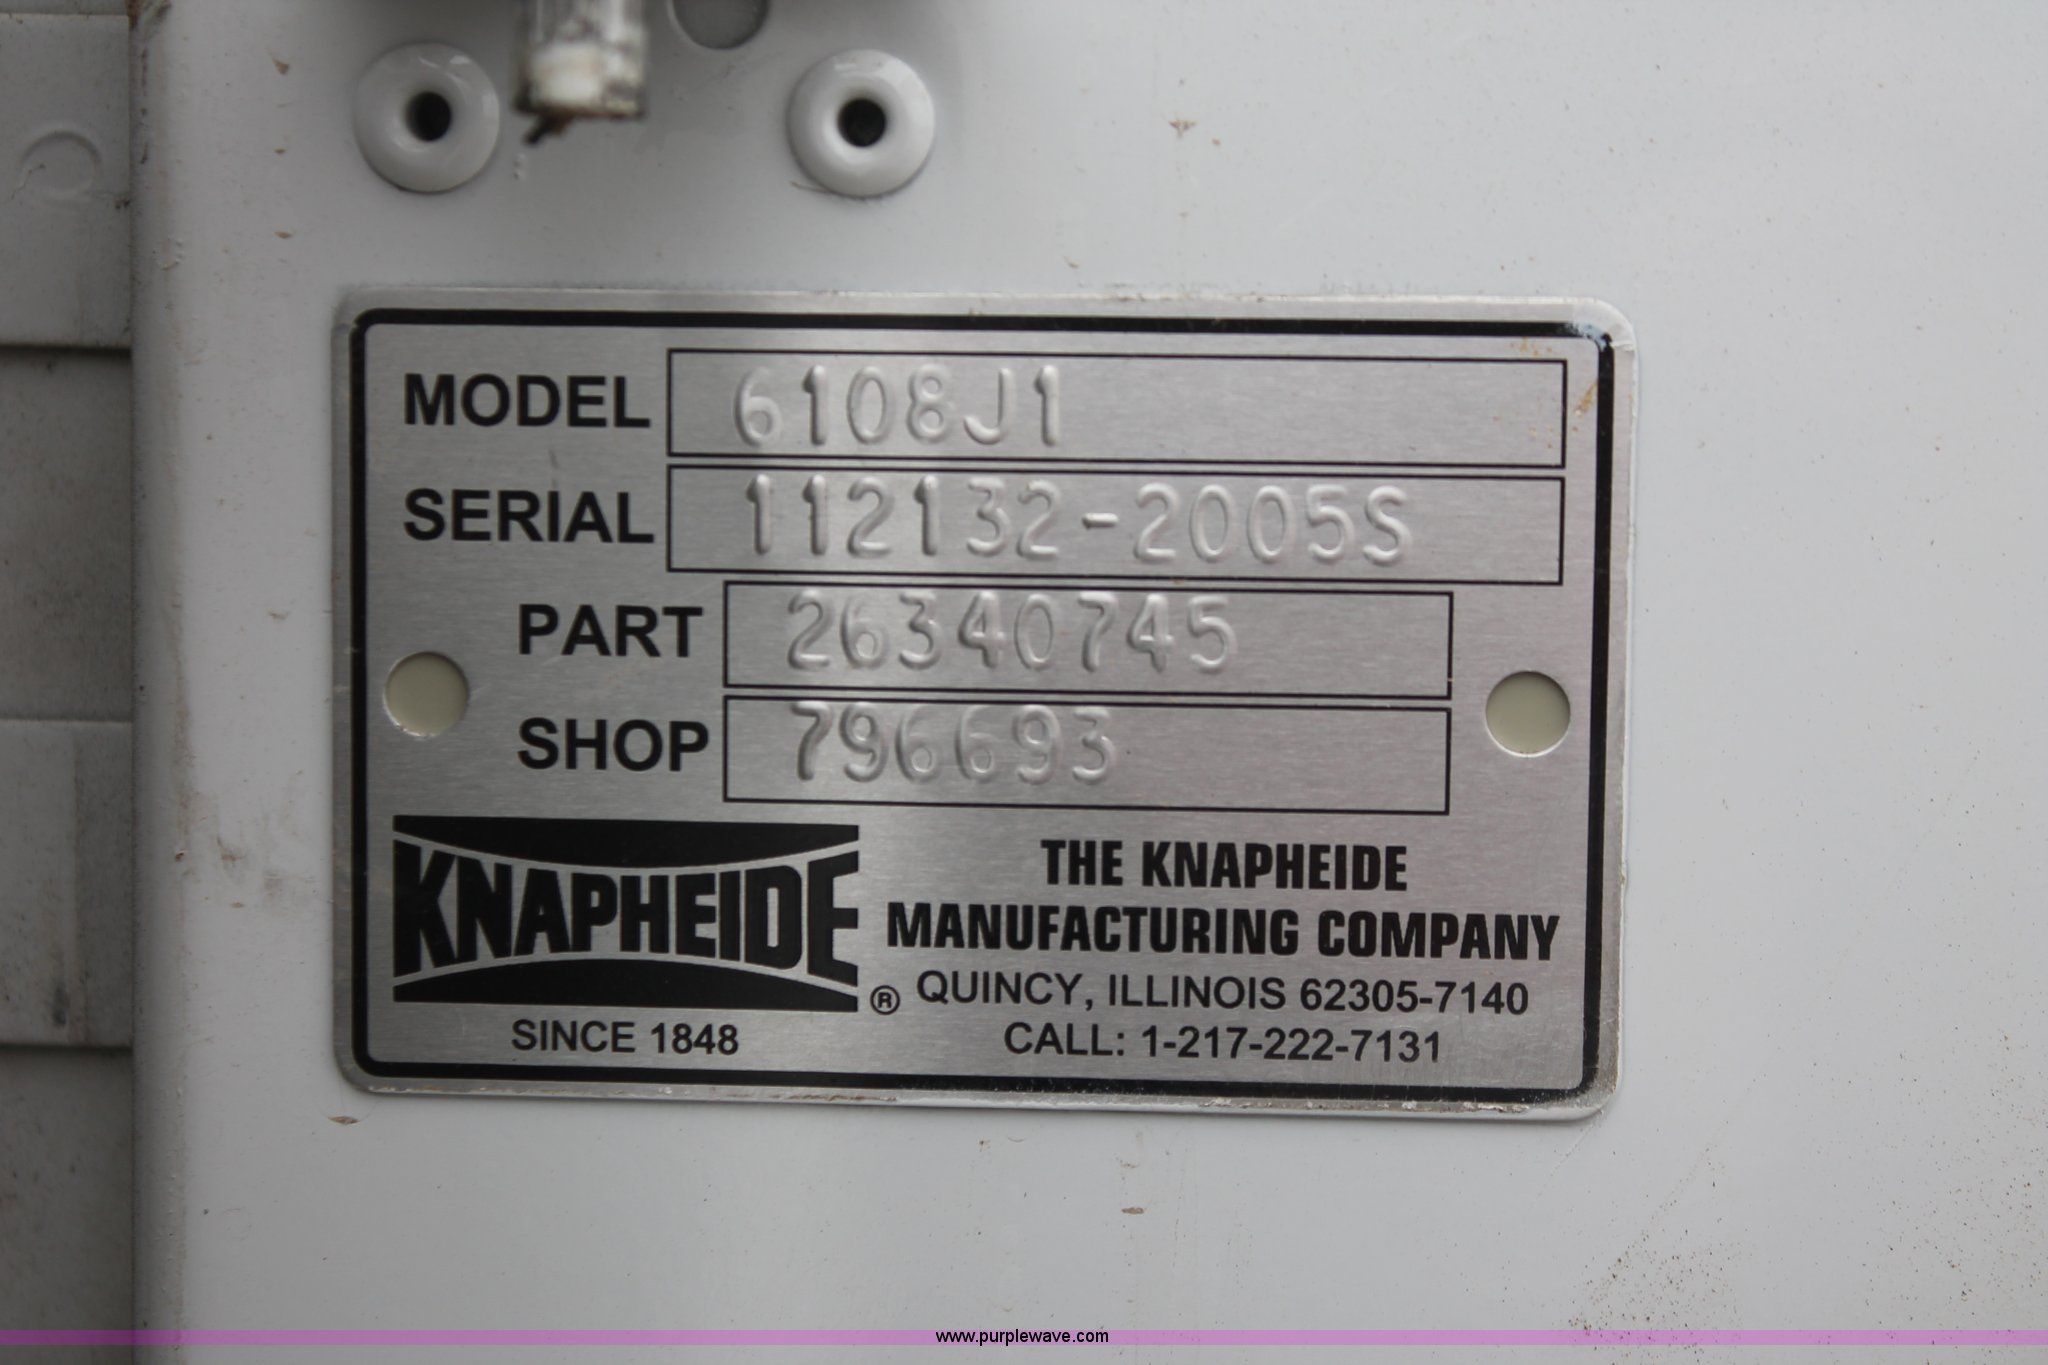 MODEL 6108J1
SERIAL 112132-2005S
PART 26340745
SHOP 796693
KNAPHEIDE ®
SINCE 1848
THE KNAPHEIDE
MANUFACTURING COMPANY
QUINCY, ILLINOIS 62305-7140
CALL: 1-217-222-7131
www.purplewave.com